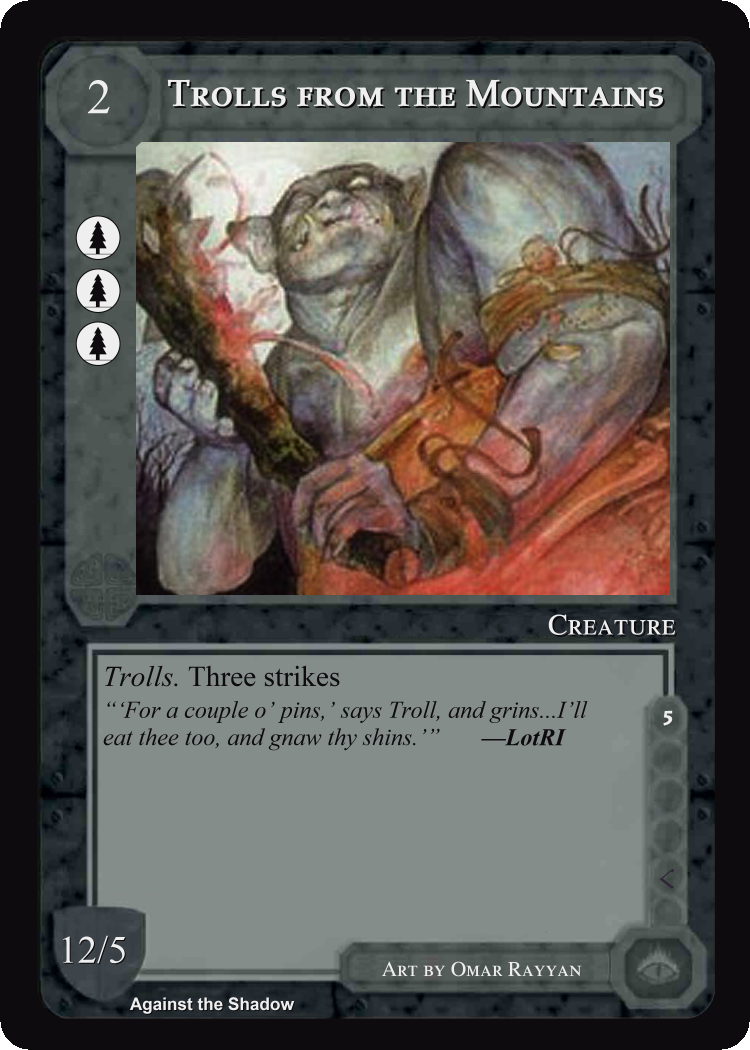 2
Trolls from the Mountains
Creature
Trolls. Three strikes
“‘For a couple o’ pins,’ says Troll, and grins...I’ll
eat thee too, and gnaw thy shins.’” —LotRI
5
12/5
Art by Omar Rayyan
Against the Shadow